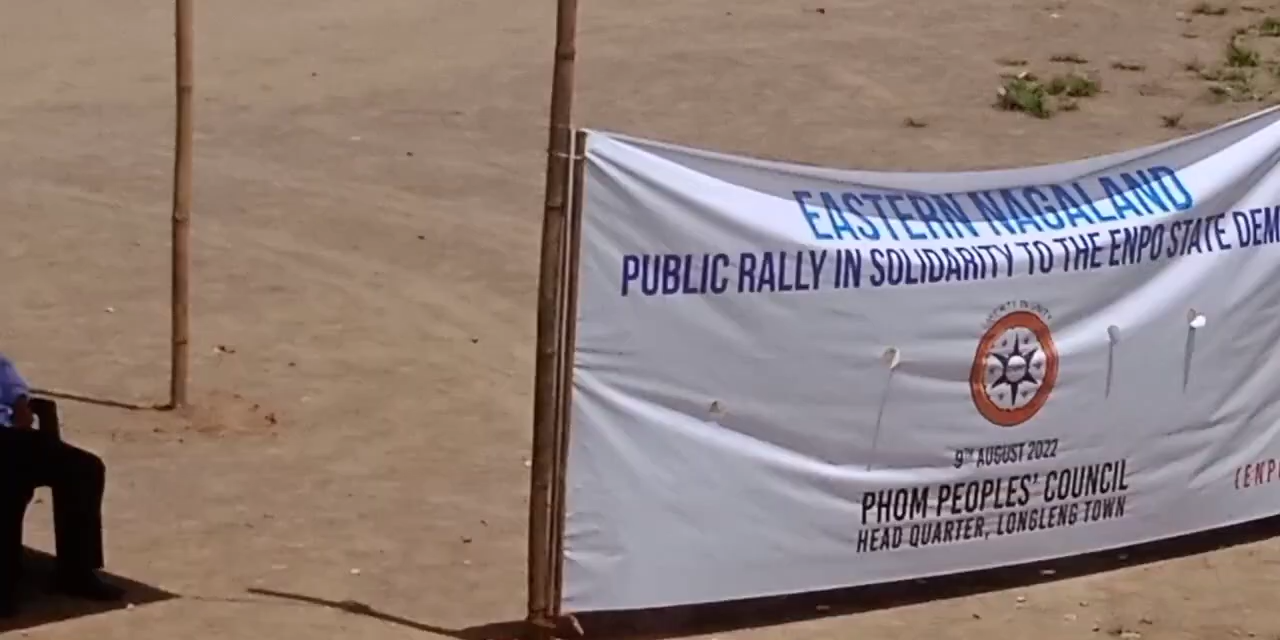 EASTERN NAGALAND
PUBLIC RALLY IN SOLIDARITY TO THE ENPO STATE DEM
9TH AUGUST 2022
PHOM PEOPLES' COUNCIL
HEAD QUARTER, LONGLENG TOWN
(ENP